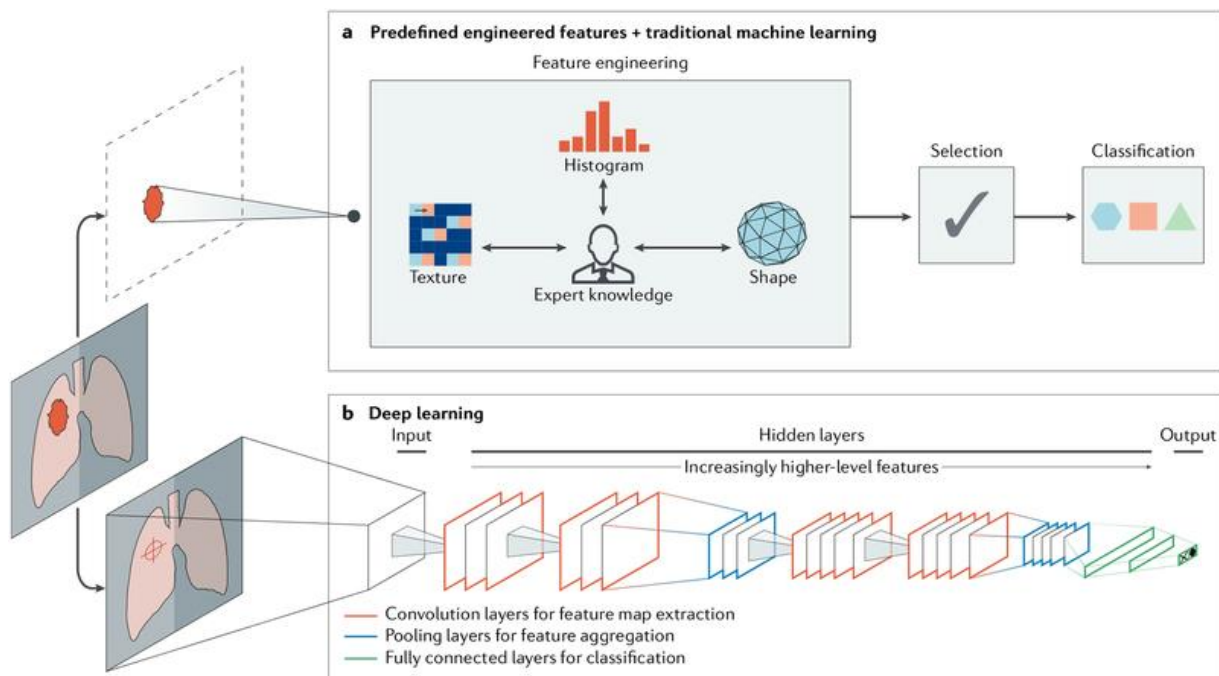 a Predefined engineered features + traditional machine learning
Feature engineering
Histogram
Selection
Classification
Texture
Expert knowledge
Shape
b Deep learning
Input
Hidden layers
Output
Increasingly higher-level features
Convolution layers for feature map extraction
Pooling layers for feature aggregation
Fully connected layers for classification